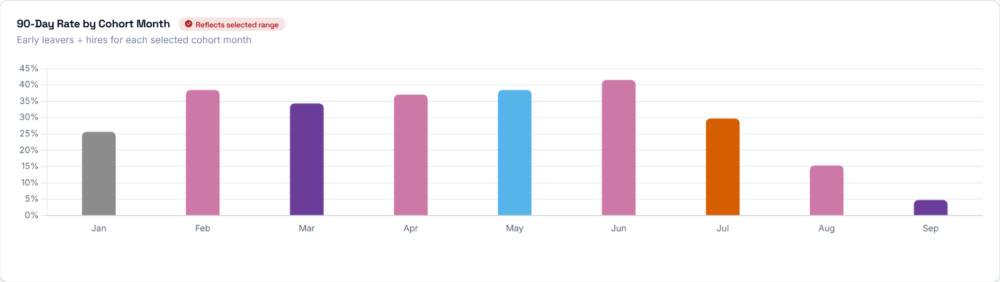 90-Day Rate by Cohort Month
Reflects selected range
Early leavers ÷ hires for each selected cohort month
45%
40%
35%
30%
25%
20%
15%
10%
5%
0%
Jan Feb Mar Apr May Jun Jul Aug Sep